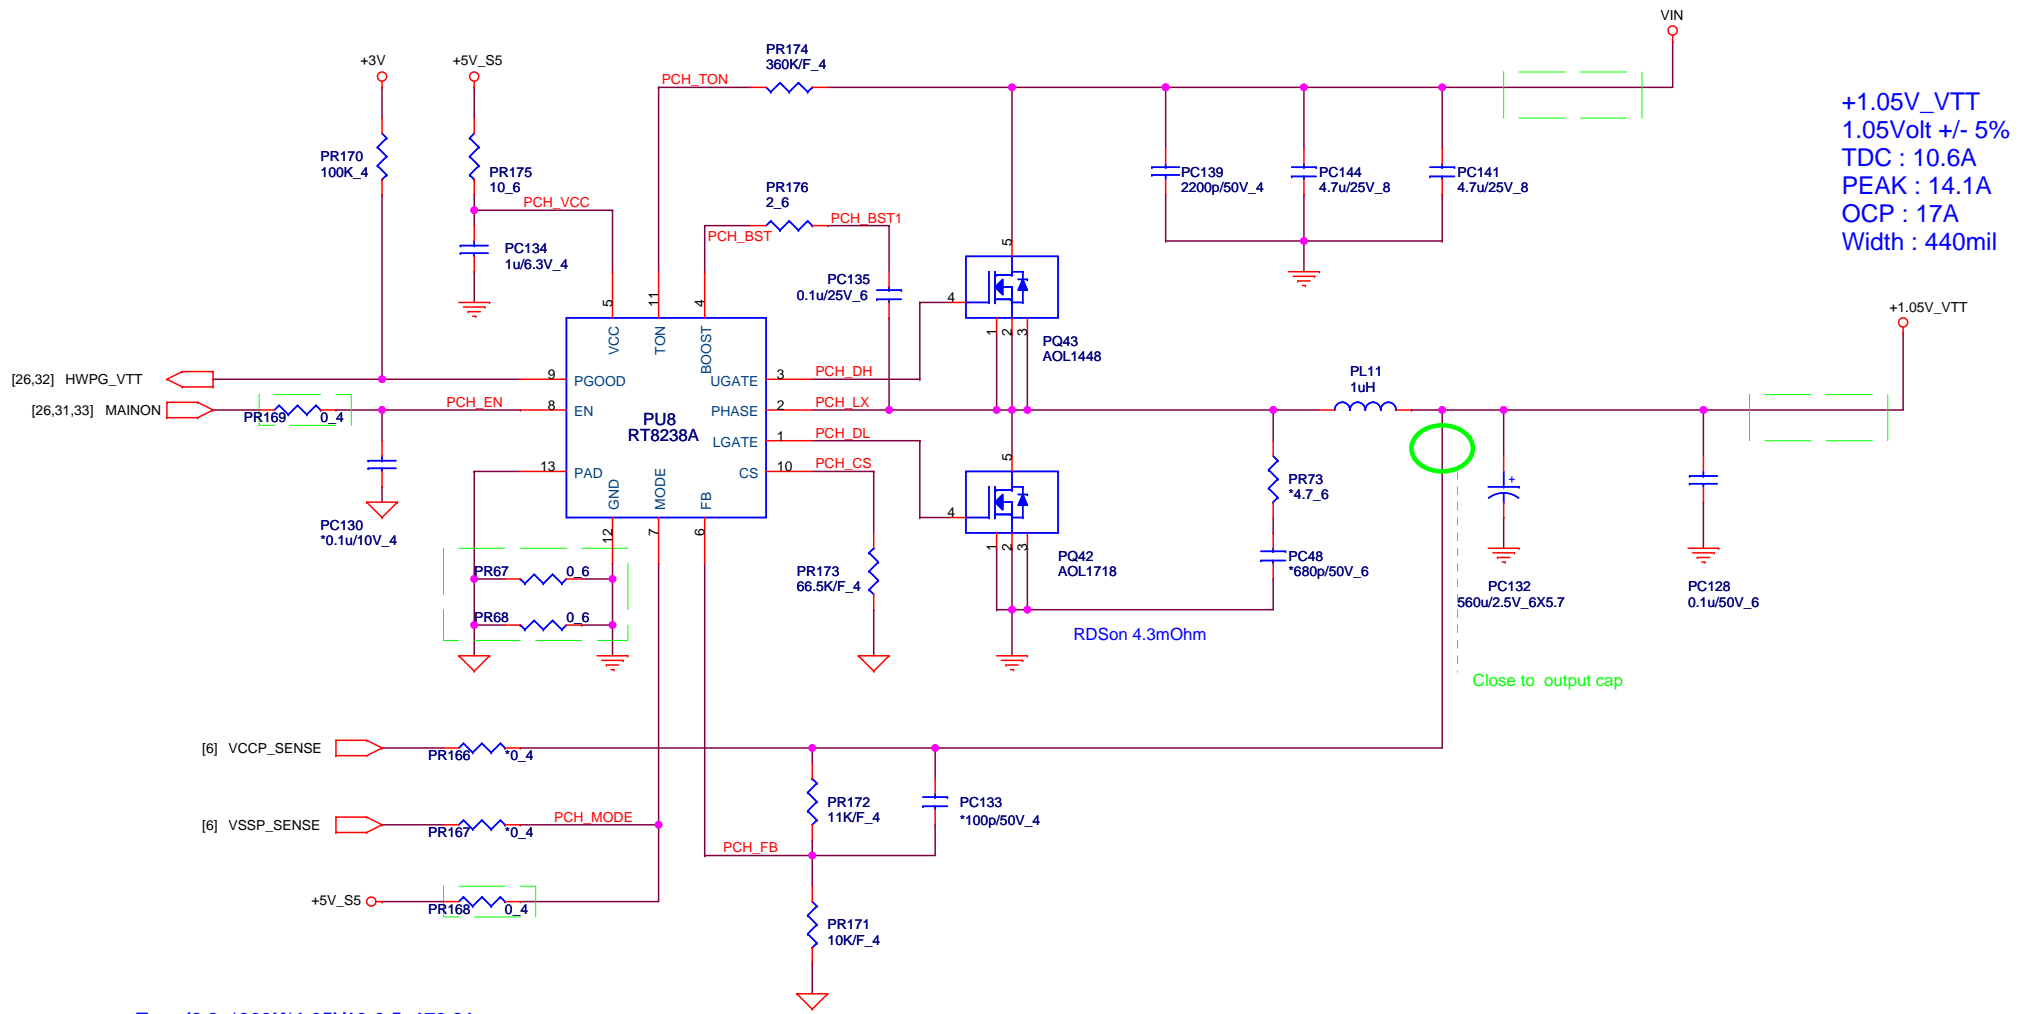 VIN
+3V
+5V_S5
PR174
360K/F_4
PCH_TON
+1.05V_VTT
1.05Volt +/- 5%
TDC : 10.6A
PEAK : 14.1A
OCP : 17A
Width : 440mil
PR170
100K_4
PR175
10_6
PC139
2200p/50V_4
PC144
4.7u/25V_8
PC141
4.7u/25V_8
PCH_VCC
PR176
2_6
PCH_BST1
PCH_BST
PC134
1u/6.3V_4
PC135
0.1u/25V_6
5
11
4
5
4
1
2
3
PQ43
AOL1448
+1.05V_VTT
VCC
TON
BOOST
[26,32] HWPG_VTT
9
PGOOD
UGATE
3
PCH_DH
PL11
1uH
[26,31,33] MAINON
PR169
0_4
PCH_EN
8
EN
PHASE
2
PCH_LX
PU8
RT8238A
LGATE
1
PCH_DL
13
PAD
CS
10
PCH_CS
GND
MODE
FB
12
7
6
5
4
1
2
3
PQ42
AOL1718
PR73
*4.7_6
PC48
*680p/50V_6
+
PC132
560u/2.5V_6X5.7
PC128
0.1u/50V_6
PC130
*0.1u/10V_4
PR67
0_6
PR68
0_6
PR173
66.5K/F_4
RDSon 4.3mOhm
Close to output cap
[6] VCCP_SENSE
PR166
*0_4
PR172
11K/F_4
PC133
*100p/50V_4
[6] VSSP_SENSE
PR167
*0_4
PCH_MODE
PCH_FB
+5V_S5
PR168
0_4
PR171
10K/F_4